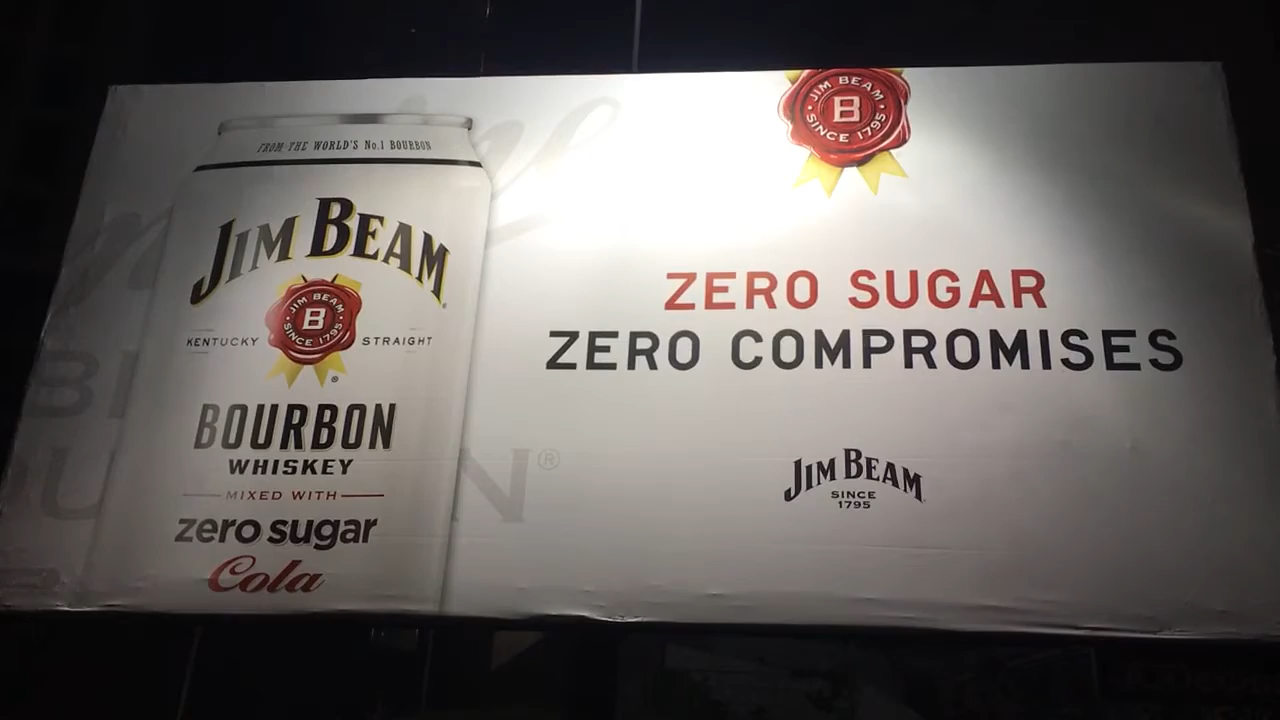 FROM THE WORLD'S No.1 BOURBON
JIM BEAM
JIM BEAM
B
SINCE 1795
KENTUCKY STRAIGHT
®
BOURBON
WHISKEY
MIXED WITH
zero sugar
Cola
N®
JIM BEAM
B
SINCE 1795
ZERO SUGAR
ZERO COMPROMISES
JIM BEAM
SINCE
1795